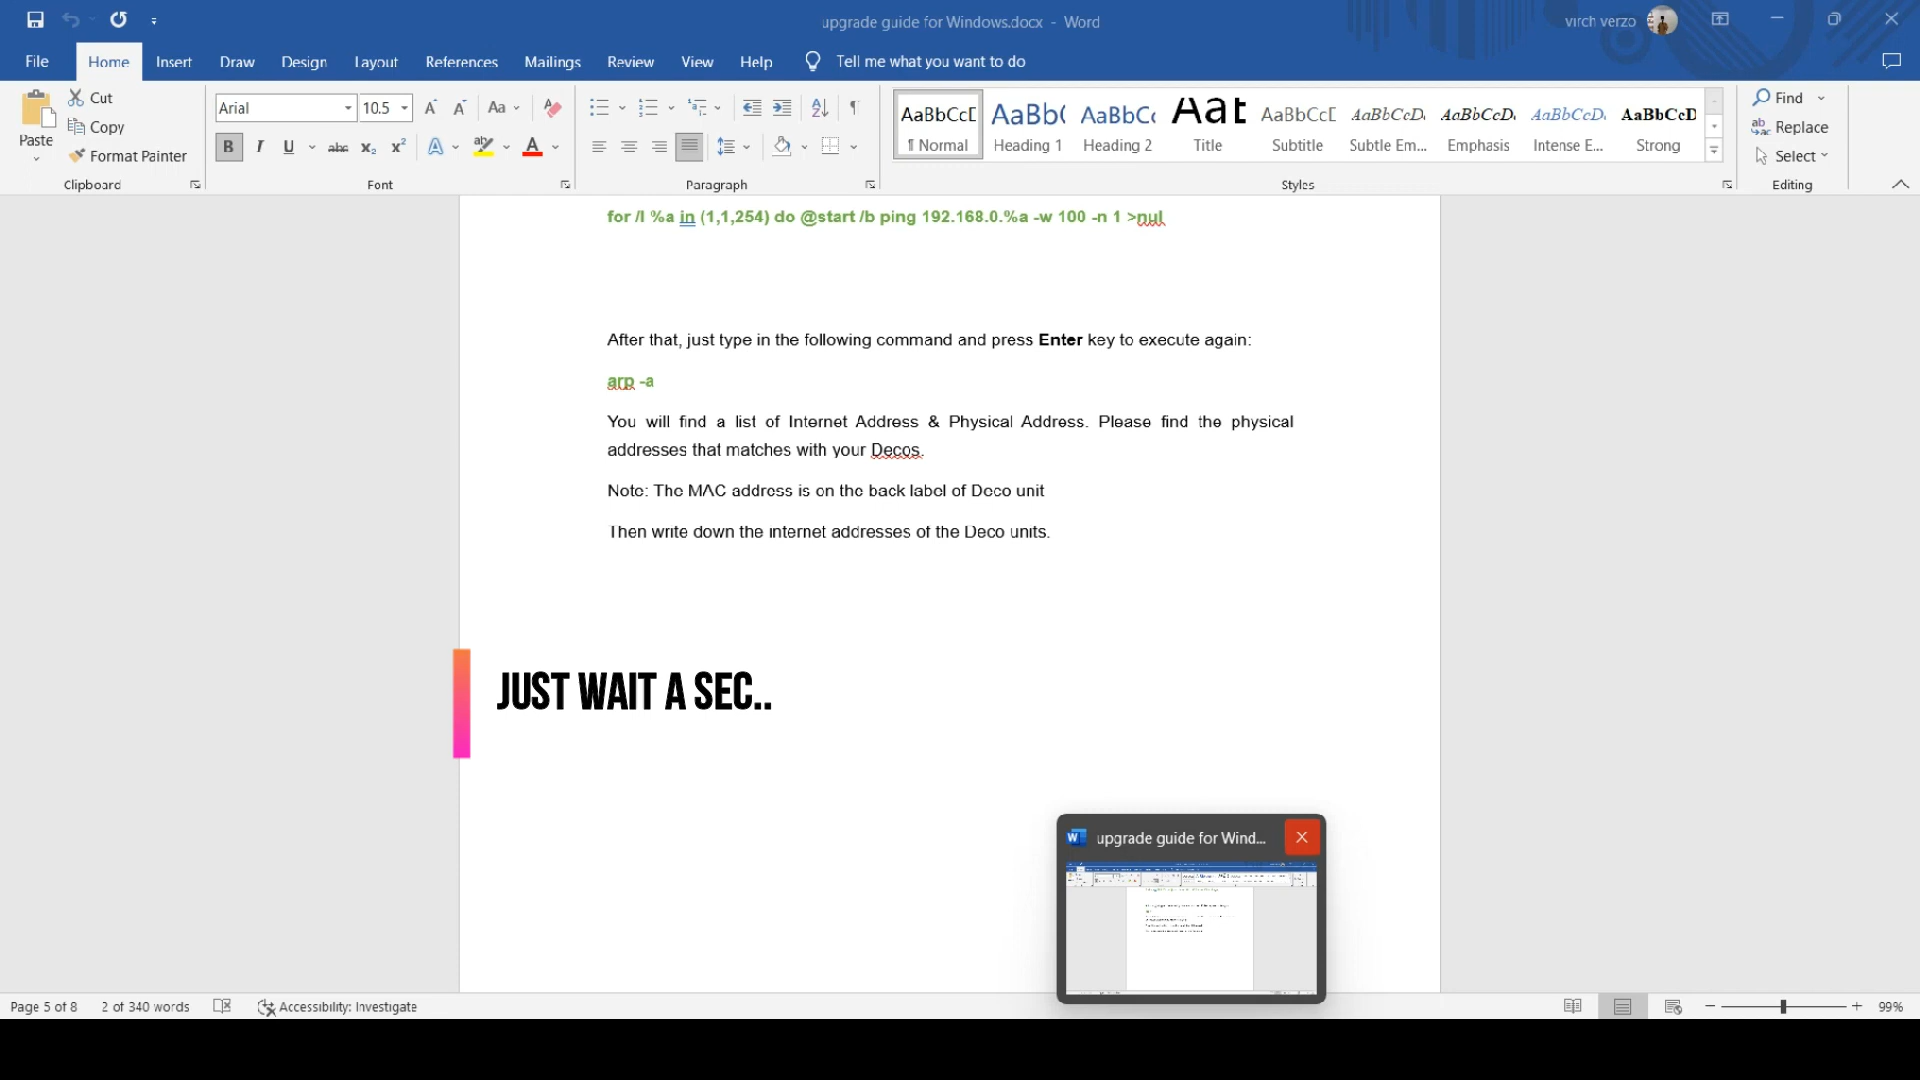 upgrade guide for Windows.docx - Word
virch verzo
File Home Insert Draw Design Layout References Mailings Review View Help Tell me what you want to do
Paste
Cut
Copy
Format Painter
Clipboard
Arial 10.5
Font
Paragraph
AaBbCcD AaBb( AaBbCc AaB AaBbCcD AaBbCcD AaBbCcD AaBbCcD AaBbCcD
¶ Normal Heading 1 Heading 2 Title Subtitle Subtle Em... Emphasis Intense E... Strong
Styles
Find
Replace
Select
Editing
for /l %a in (1,1,254) do @start /b ping 192.168.0.%a -w 100 -n 1 >nul
After that, just type in the following command and press Enter key to execute again:
arp -a
You will find a list of Internet Address & Physical Address. Please find the physical
addresses that matches with your Decos.
Note: The MAC address is on the back label of Deco unit
Then write down the internet addresses of the Deco units.
JUST WAIT A SEC..
upgrade guide for Wind...
Page 5 of 8 2 of 340 words Accessibility: Investigate 99%